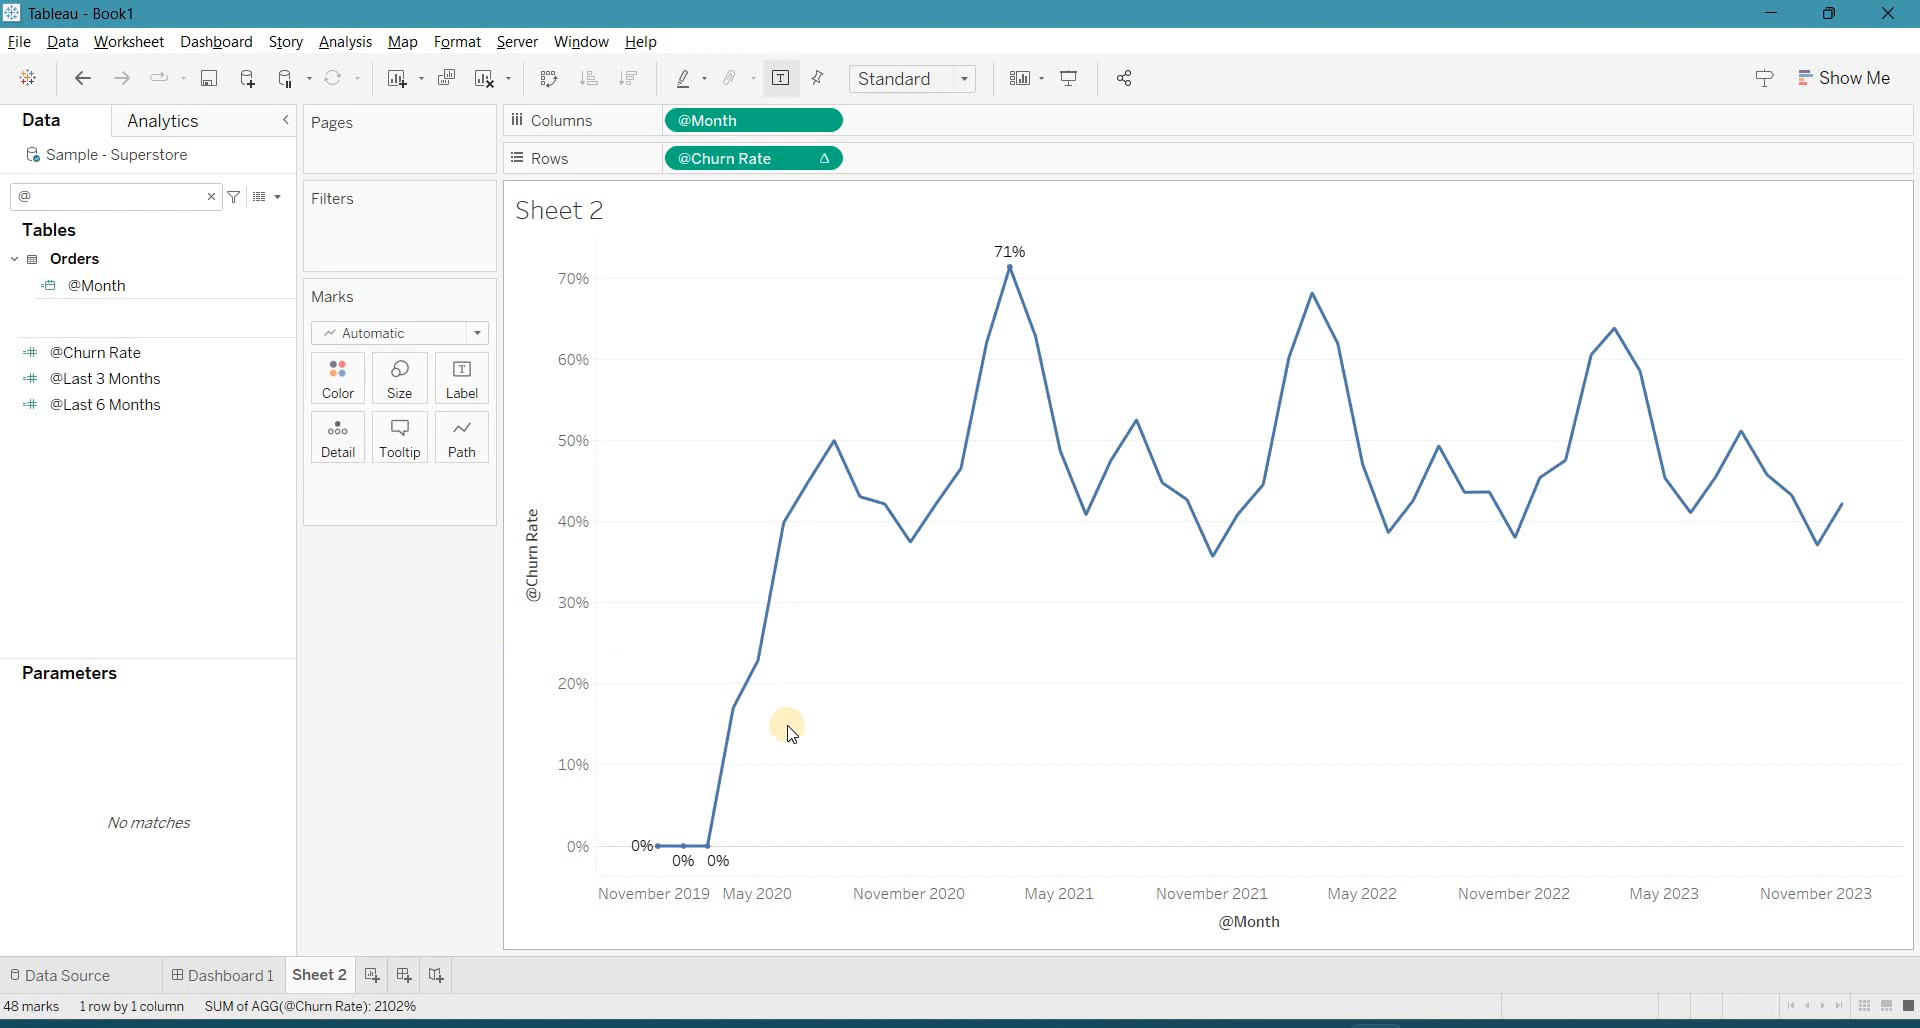 Tableau - Book1
File Data Worksheet Dashboard Story Analysis Map Format Server Window Help
Standard
Show Me
Data
Analytics
Sample - Superstore
@
Tables
Orders
@Month
@Churn Rate
@Last 3 Months
@Last 6 Months
Parameters
No matches
Pages
Filters
Marks
Automatic
Color Size Label
Detail Tooltip Path
Columns @Month
Rows @Churn Rate Δ
Sheet 2
71%
70%
60%
50%
40%
30%
20%
10%
0%
0%
0% 0%
@Churn Rate
November 2019 May 2020 November 2020 May 2021 November 2021 May 2022 November 2022 May 2023 November 2023
@Month
Data Source Dashboard 1 Sheet 2
48 marks 1 row by 1 column SUM of AGG(@Churn Rate): 2102%